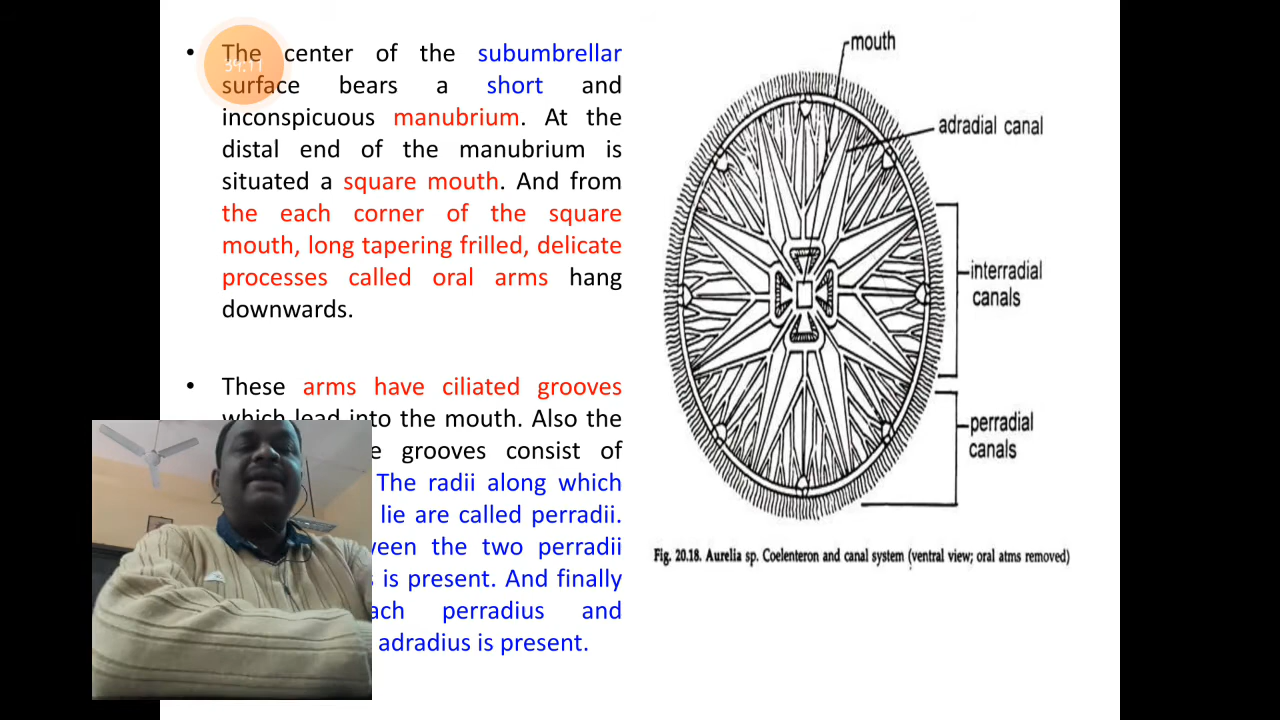 • The center of the subumbrellar
surface bears a short and
inconspicuous manubrium. At the
distal end of the manubrium is
situated a square mouth. And from
the each corner of the square
mouth, long tapering frilled, delicate
processes called oral arms hang
downwards.
• These arms have ciliated grooves
which lead into the mouth. Also the
grooves consist of
The radii along which
lie are called perradii.
the two perradii
is present. And finally
perradius and
adradius is present.
mouth
adradial canal
interradial
canals
perradial
canals
Fig. 20.18. Aurelia sp. Coelenteron and canal system (ventral view; oral atms removed)